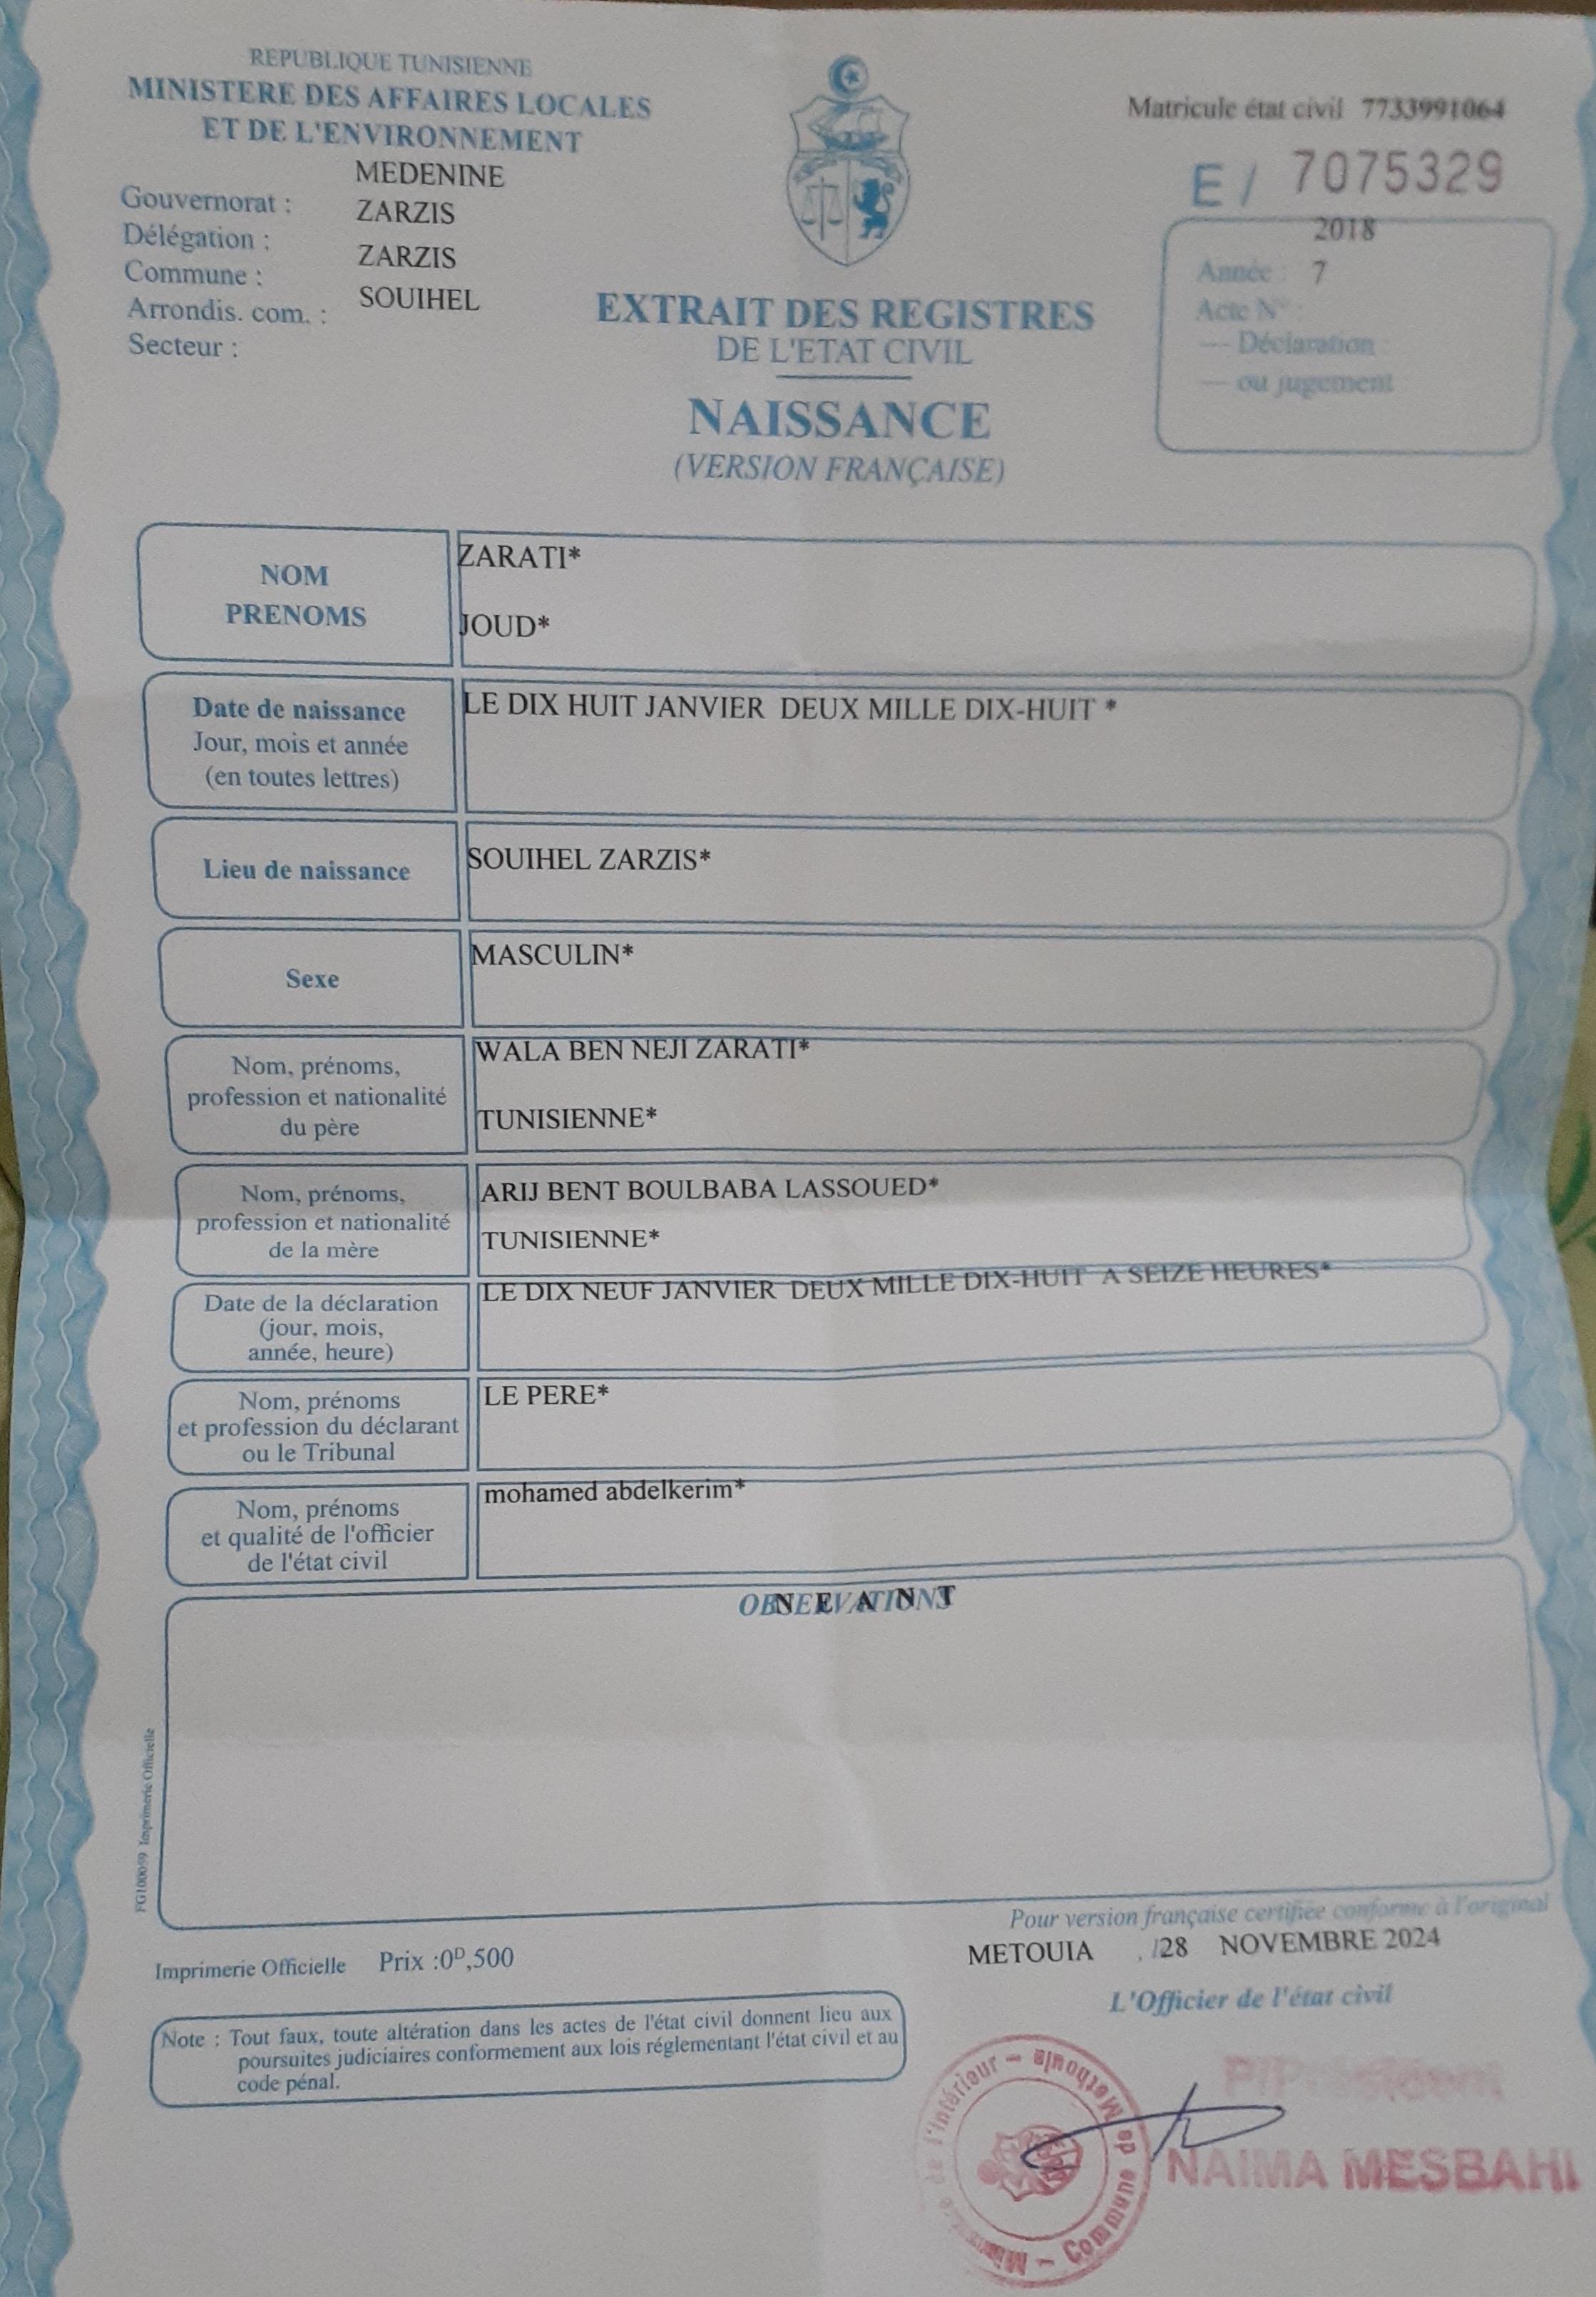 REPUBLIQUE TUNISIENNE
MINISTERE DES AFFAIRES LOCALES
ET DE L'ENVIRONNEMENT
MEDENINE
Gouvernorat :
ZARZIS
Délégation :
ZARZIS
Commune :
SOUIHEL
Arrondis. com. :
Secteur :
Matricule état civil 7733991064
E / 7075329
2018
Année : 7
Acte N° :
— Déclaration :
— ou jugement
EXTRAIT DES REGISTRES
DE L'ETAT CIVIL
NAISSANCE
(VERSION FRANÇAISE)
NOM
PRENOMS
ZARATI*
JOUD*
Date de naissance
Jour, mois et année
(en toutes lettres)
LE DIX HUIT JANVIER DEUX MILLE DIX-HUIT *
Lieu de naissance
SOUIHEL ZARZIS*
Sexe
MASCULIN*
Nom, prénoms,
profession et nationalité
du père
WALA BEN NEJI ZARATI*
TUNISIENNE*
Nom, prénoms,
profession et nationalité
de la mère
ARIJ BENT BOULBABA LASSOUED*
TUNISIENNE*
Date de la déclaration
(jour, mois,
année, heure)
LE DIX NEUF JANVIER DEUX MILLE DIX-HUIT A SEIZE HEURES*
Nom, prénoms
et profession du déclarant
ou le Tribunal
LE PERE*
Nom, prénoms
et qualité de l'officier
de l'état civil
mohamed abdelkerim*
OBSERVATIONS
N E A N T
FG100059 Imprimerie Officielle
Pour version française certifiée conforme à l'original
METOUIA 28 NOVEMBRE 2024
L'Officier de l'état civil
Imprimerie Officielle Prix :0ᴰ,500
Note : Tout faux, toute altération dans les actes de l'état civil donnent lieu aux
poursuites judiciaires conformement aux lois réglementant l'état civil et au
code pénal.
de l'intérieur – Commune de Methouia –
P/Président
NAIMA MESBAHI